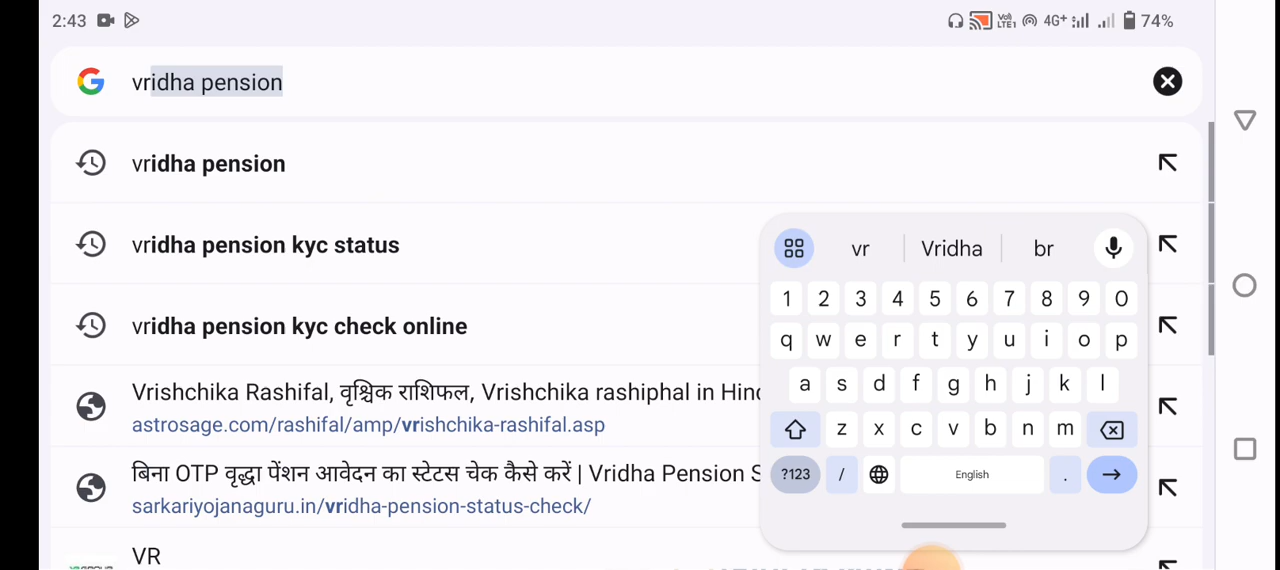 2:43 4G+ 74%
vridha pension
vridha pension
vridha pension kyc status
vridha pension kyc check online
Vrishchika Rashifal, वृश्चिक राशिफल, Vrishchika rashiphal in Hind
astrosage.com/rashifal/amp/vrishchika-rashifal.asp
बिना OTP वृद्धा पेंशन आवेदन का स्टेटस चेक कैसे करें | Vridha Pension S
sarkariyojanaguru.in/vridha-pension-status-check/
VR
vr Vridha br
1 2 3 4 5 6 7 8 9 0
q w e r t y u i o p
a s d f g h j k l
z x c v b n m
?123 / English .